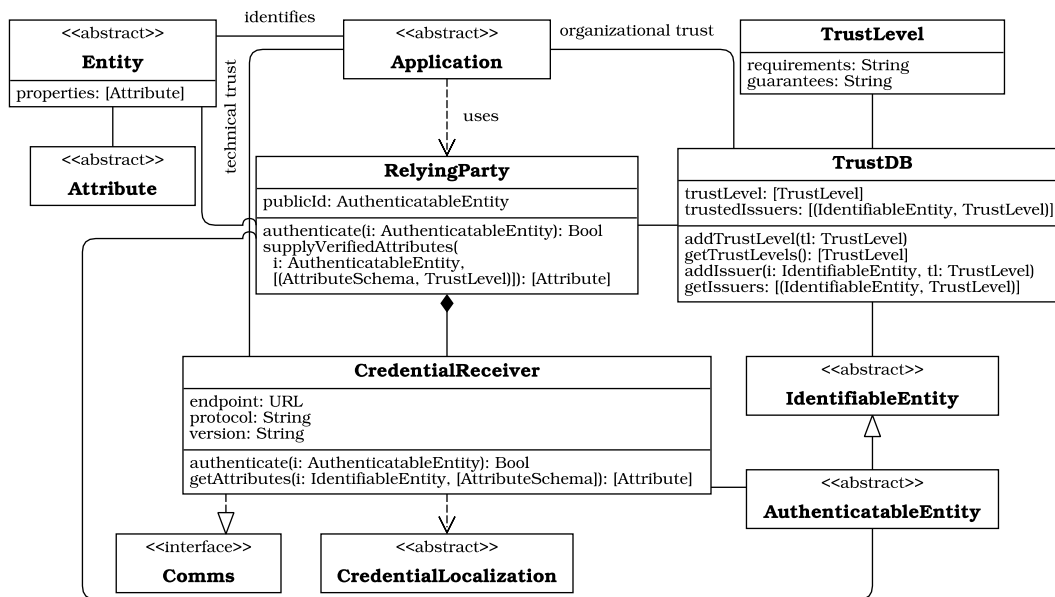 <<abstract>>
Entity
properties: [Attribute]
identifies
<<abstract>>
Application
organizational trust
TrustLevel
requirements: String
guarantees: String
technical trust
uses
<<abstract>>
Attribute
RelyingParty
publicId: AuthenticatableEntity
authenticate(i: AuthenticatableEntity): Bool
supplyVerifiedAttributes(
i: AuthenticatableEntity,
[(AttributeSchema, TrustLevel)]): [Attribute]
TrustDB
trustLevel: [TrustLevel]
trustedIssuers: [(IdentifiableEntity, TrustLevel)]
addTrustLevel(tl: TrustLevel)
getTrustLevels(): [TrustLevel]
addIssuer(i: IdentifiableEntity, tl: TrustLevel)
getIssuers: [(IdentifiableEntity, TrustLevel)]
CredentialReceiver
endpoint: URL
protocol: String
version: String
authenticate(i: AuthenticatableEntity): Bool
getAttributes(i: IdentifiableEntity, [AttributeSchema]): [Attribute]
<<abstract>>
IdentifiableEntity
<<abstract>>
AuthenticatableEntity
<<interface>>
Comms
<<abstract>>
CredentialLocalization